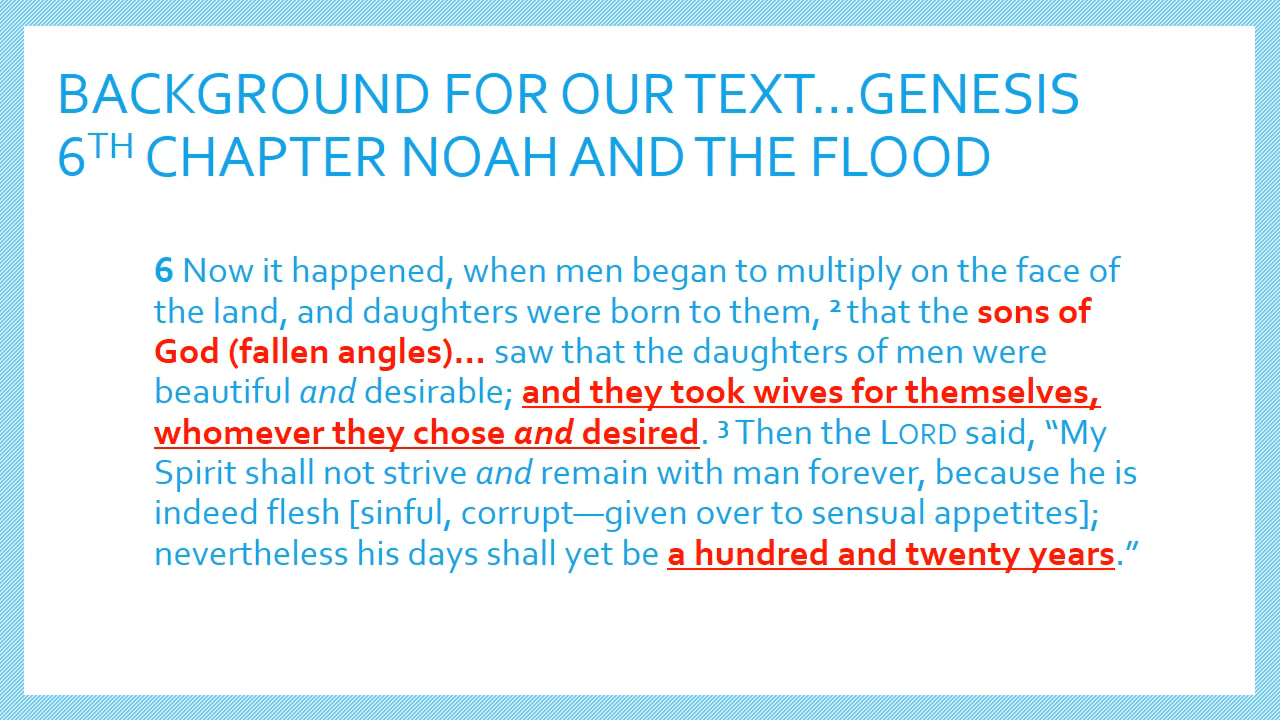 BACKGROUND FOR OUR TEXT...GENESIS
6TH CHAPTER NOAH AND THE FLOOD
6 Now it happened, when men began to multiply on the face of
the land, and daughters were born to them, 2 that the sons of
God (fallen angles)... saw that the daughters of men were
beautiful and desirable; and they took wives for themselves,
whomever they chose and desired. 3 Then the LORD said, “My
Spirit shall not strive and remain with man forever, because he is
indeed flesh [sinful, corrupt—given over to sensual appetites];
nevertheless his days shall yet be a hundred and twenty years.”